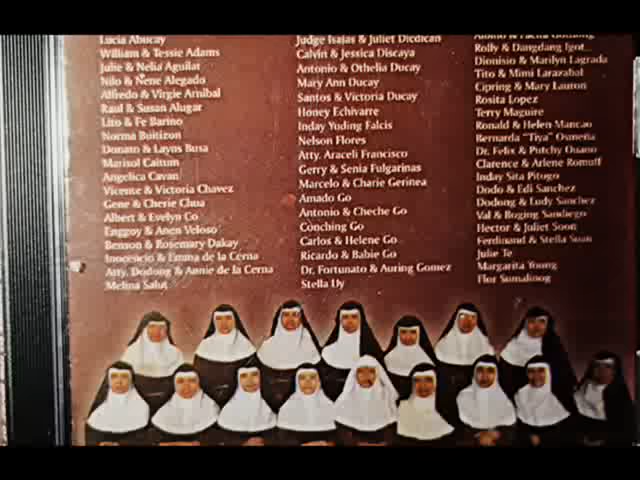 Lucia Abucay
William & Tessie Adams
Julie & Nelia Aguilar
Nilo & Nene Alegado
Alfredo & Virgie Arnibal
Raul & Susan Alugar
Lito & Fe Barino
Norma Buitizon
Donato & Layns Busa
Marisol Caitum
Angelica Cavan
Vicente & Victoria Chavez
Gene & Cherie Chua
Albert & Evelyn Co
Enggoy & Anen Veloso
Benson & Rosemary Dakay
Inocencio & Emma de la Cerna
Atty. Dodong & Annie de la Cerna
Melina Salut
Judge Isaias & Juliet Dicdican
Calvin & Jessica Discaya
Antonio & Othelia Ducay
Mary Ann Ducay
Santos & Victoria Ducay
Honey Echivarre
Inday Yuding Falcis
Nelson Flores
Atty. Araceli Francisco
Gerry & Senia Fulgarinas
Marcelo & Charie Gerinea
Amado Go
Antonio & Cheche Go
Conching Go
Carlos & Helene Go
Ricardo & Babie Go
Dr. Fortunato & Auring Gomez
Stella Uy
Rolly & Dangdang Igot
Dionisio & Marilyn Lagrada
Tito & Mimi Larazabal
Cipring & Mary Lauron
Rosita Lopez
Terry Maguire
Ronald & Helen Mancao
Bernarda "Tiya" Osmeña
Dr. Felix & Putchy Ouano
Clarence & Arlene Romuff
Inday Sita Pitogo
Dodo & Edi Sanchez
Dodong & Ludy Sanchez
Val & Boging Sandiego
Hector & Juliet Soon
Ferdinand & Stella Suan
Julie Te
Margarita Young
Flor Sumalinog